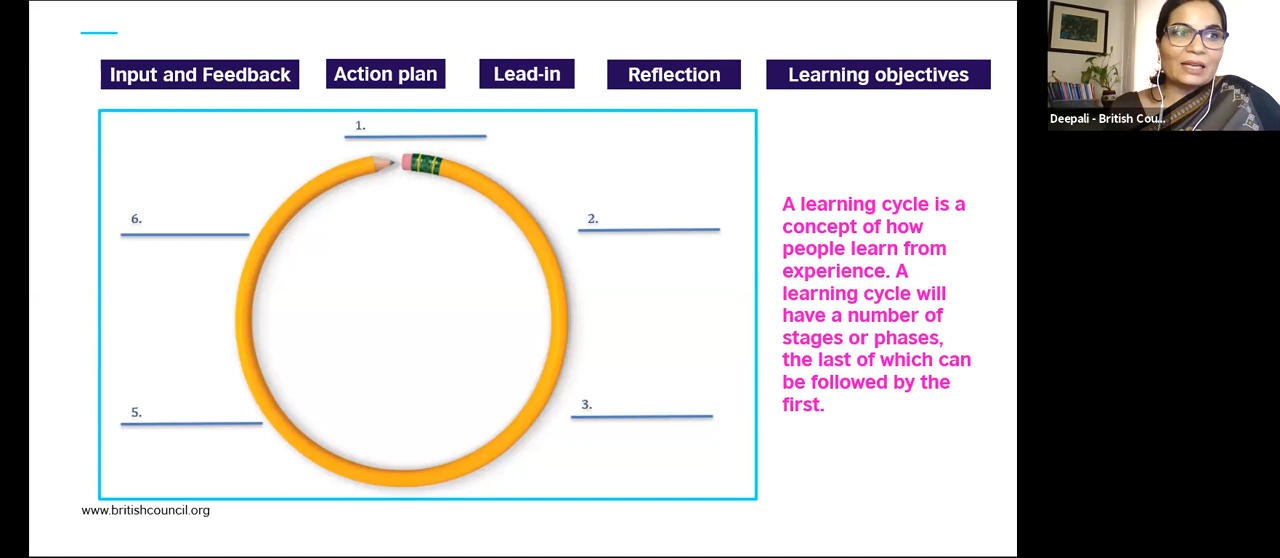 Input and Feedback
Action plan
Lead-in
Reflection
Learning objectives
1.
6.
2.
5.
3.
A learning cycle is a
concept of how
people learn from
experience. A
learning cycle will
have a number of
stages or phases,
the last of which can
be followed by the
first.
www.britishcouncil.org
Deepali - British Cou...